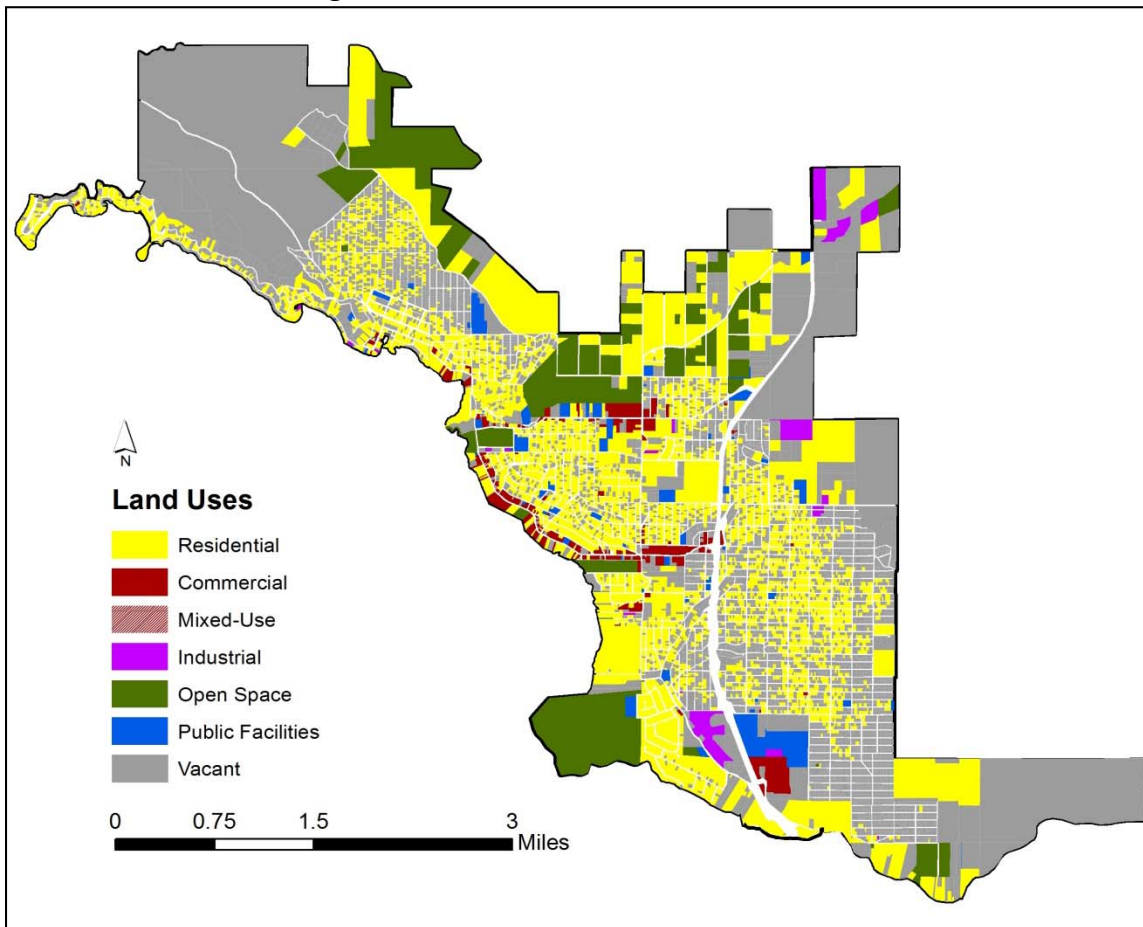 N
Land Uses
Residential
Commercial
Mixed-Use
Industrial
Open Space
Public Facilities
Vacant
0 0.75 1.5 3
Miles